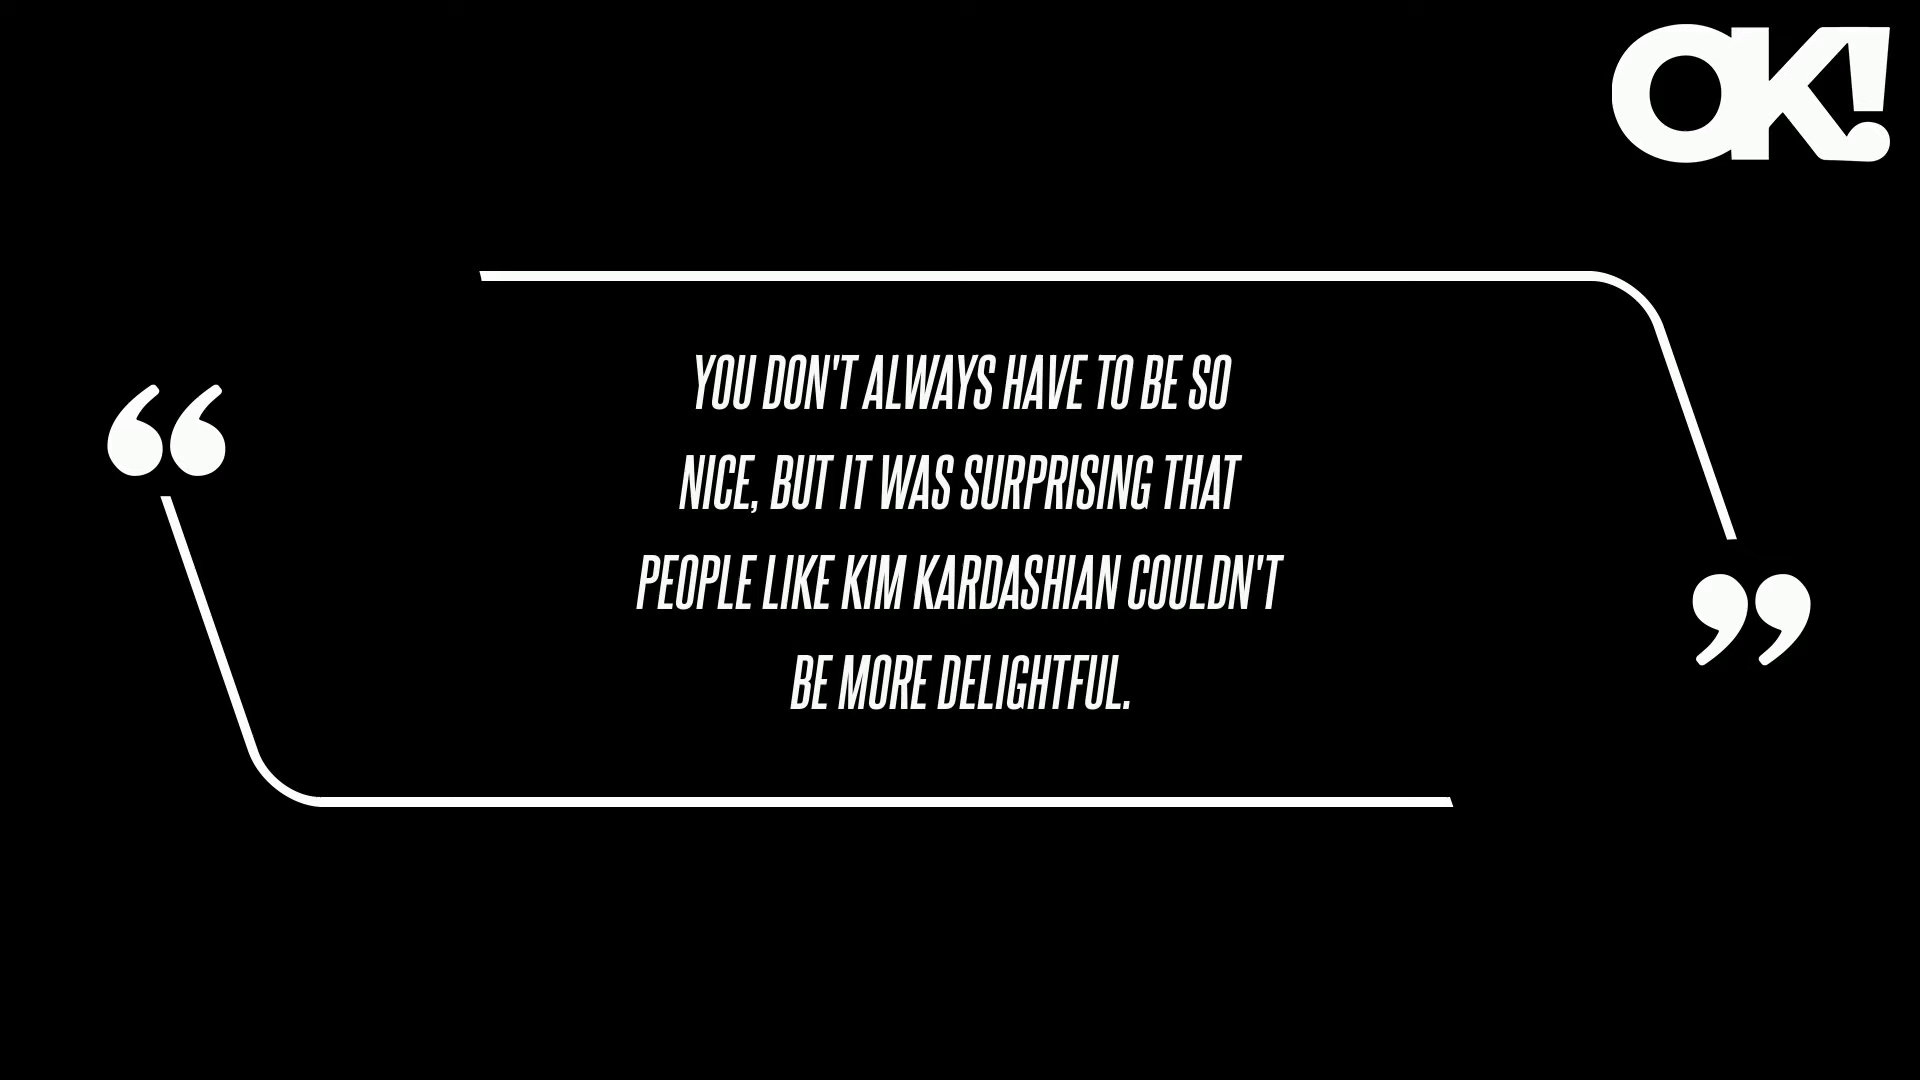 OK!
“
YOU DON'T ALWAYS HAVE TO BE SO
NICE, BUT IT WAS SURPRISING THAT
PEOPLE LIKE KIM KARDASHIAN COULDN'T
BE MORE DELIGHTFUL.
”